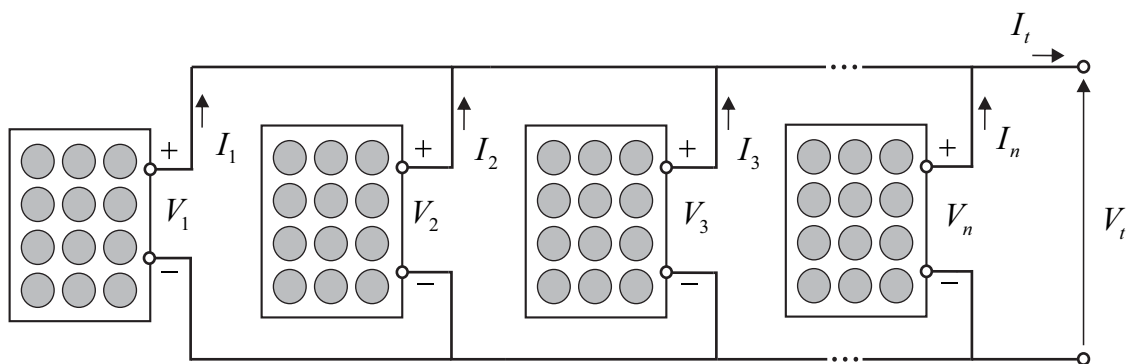 I_t
+ I_1 + I_2 + I_3 ... + I_n
V_1 V_2 V_3 V_n V_t
− − − ... −